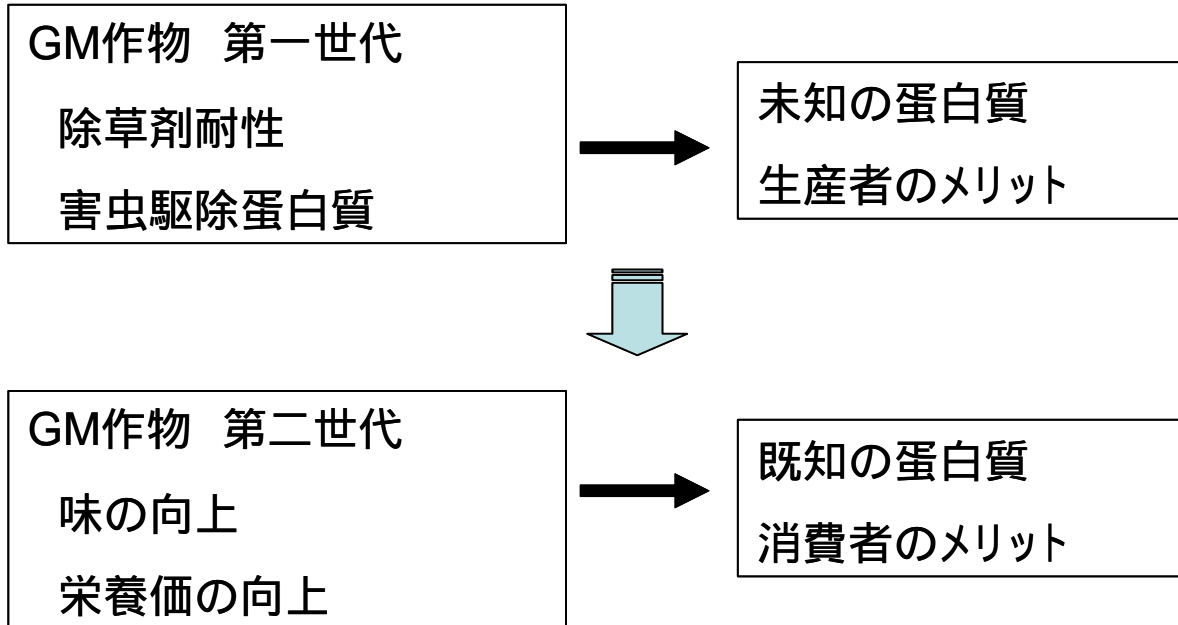 GM作物　第一世代
除草剤耐性
害虫駆除蛋白質
未知の蛋白質
生産者のメリット
GM作物　第二世代
味の向上
栄養価の向上
既知の蛋白質
消費者のメリット